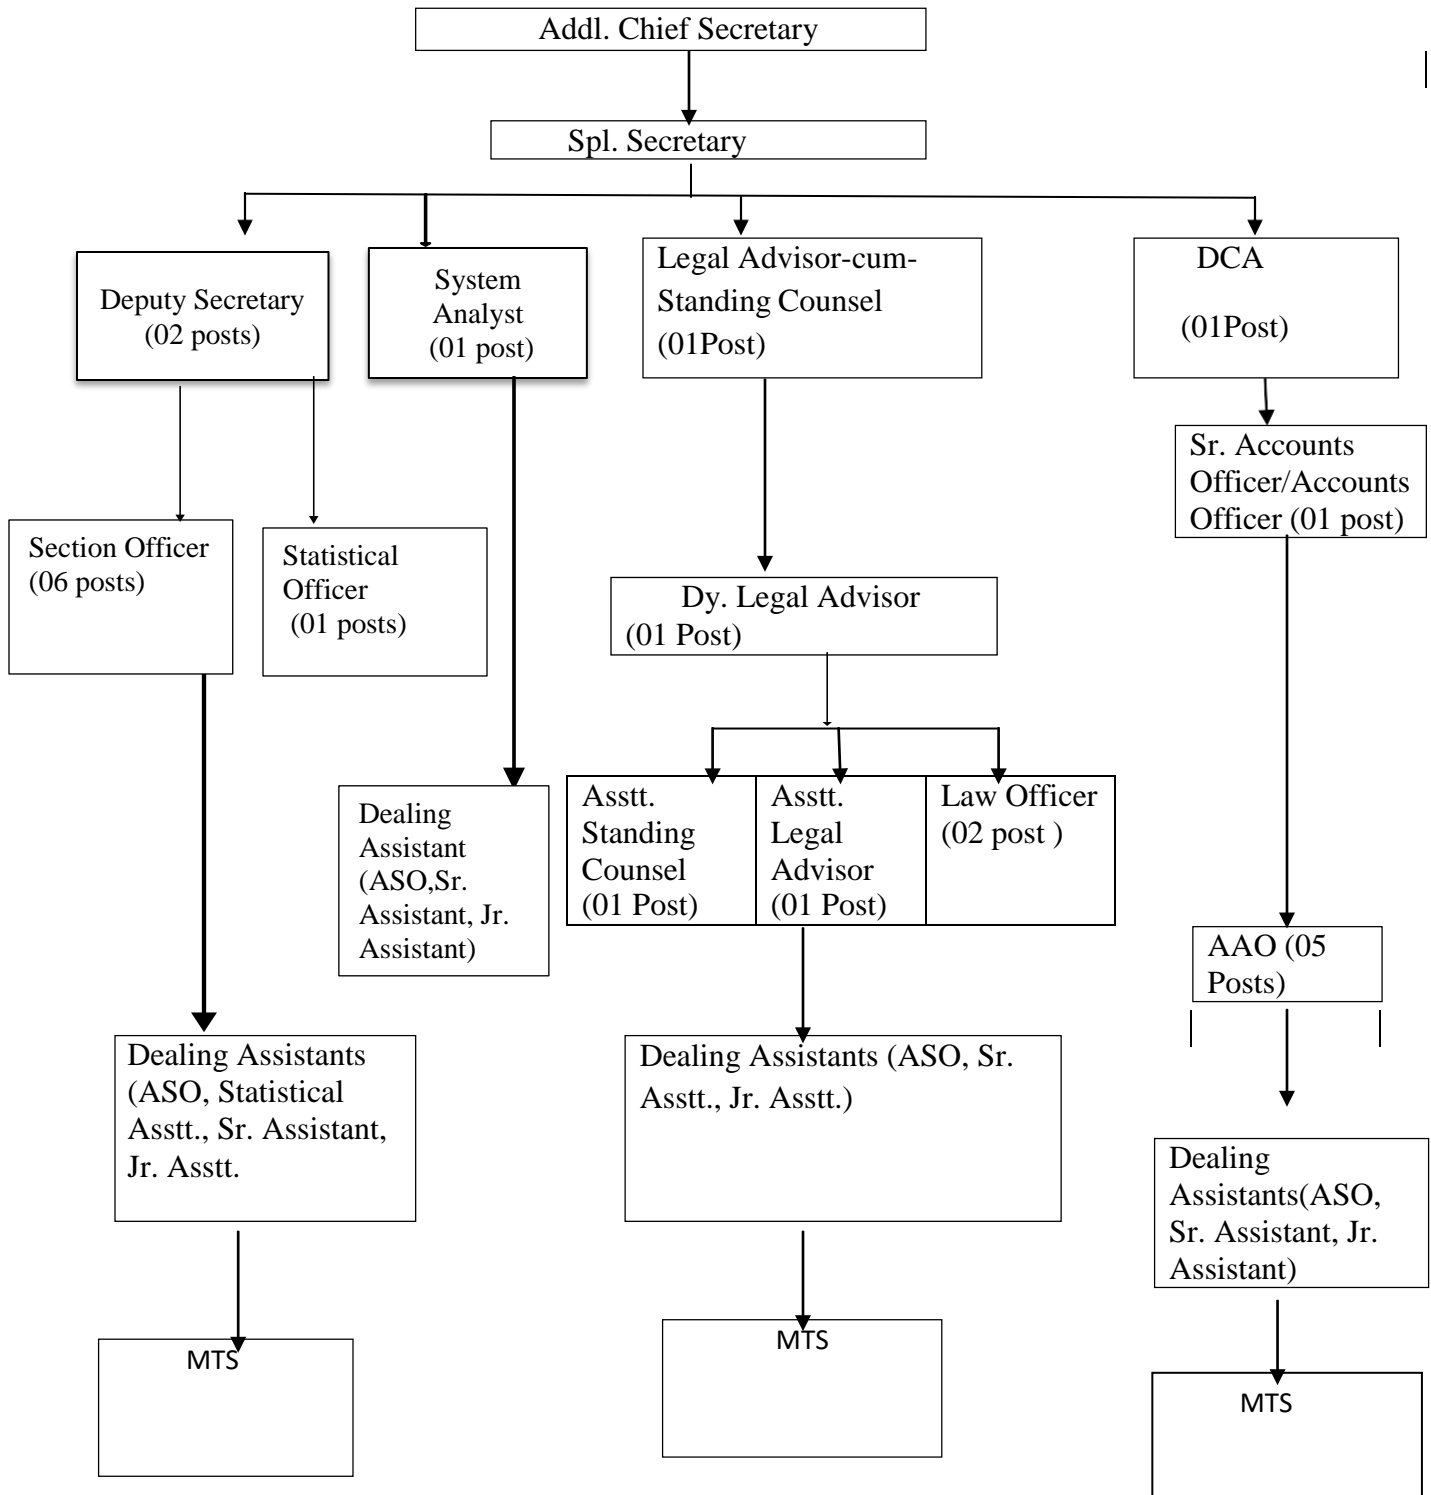 Addl. Chief Secretary
Spl. Secretary
Deputy Secretary
(02 posts)
System
Analyst
(01 post)
Legal Advisor-cum-
Standing Counsel
(01Post)
DCA
(01Post)
Sr. Accounts
Officer/Accounts
Officer (01 post)
Section Officer
(06 posts)
Statistical
Officer
(01 posts)
Dy. Legal Advisor
(01 Post)
Dealing
Assistant
(ASO,Sr.
Assistant, Jr.
Assistant)
Asstt.
Standing
Counsel
(01 Post)
Asstt.
Legal
Advisor
(01 Post)
Law Officer
(02 post )
AAO (05
Posts)
Dealing Assistants
(ASO, Statistical
Asstt., Sr. Assistant,
Jr. Asstt.
Dealing Assistants (ASO, Sr.
Asstt., Jr. Asstt.)
Dealing
Assistants(ASO,
Sr. Assistant, Jr.
Assistant)
MTS
MTS
MTS